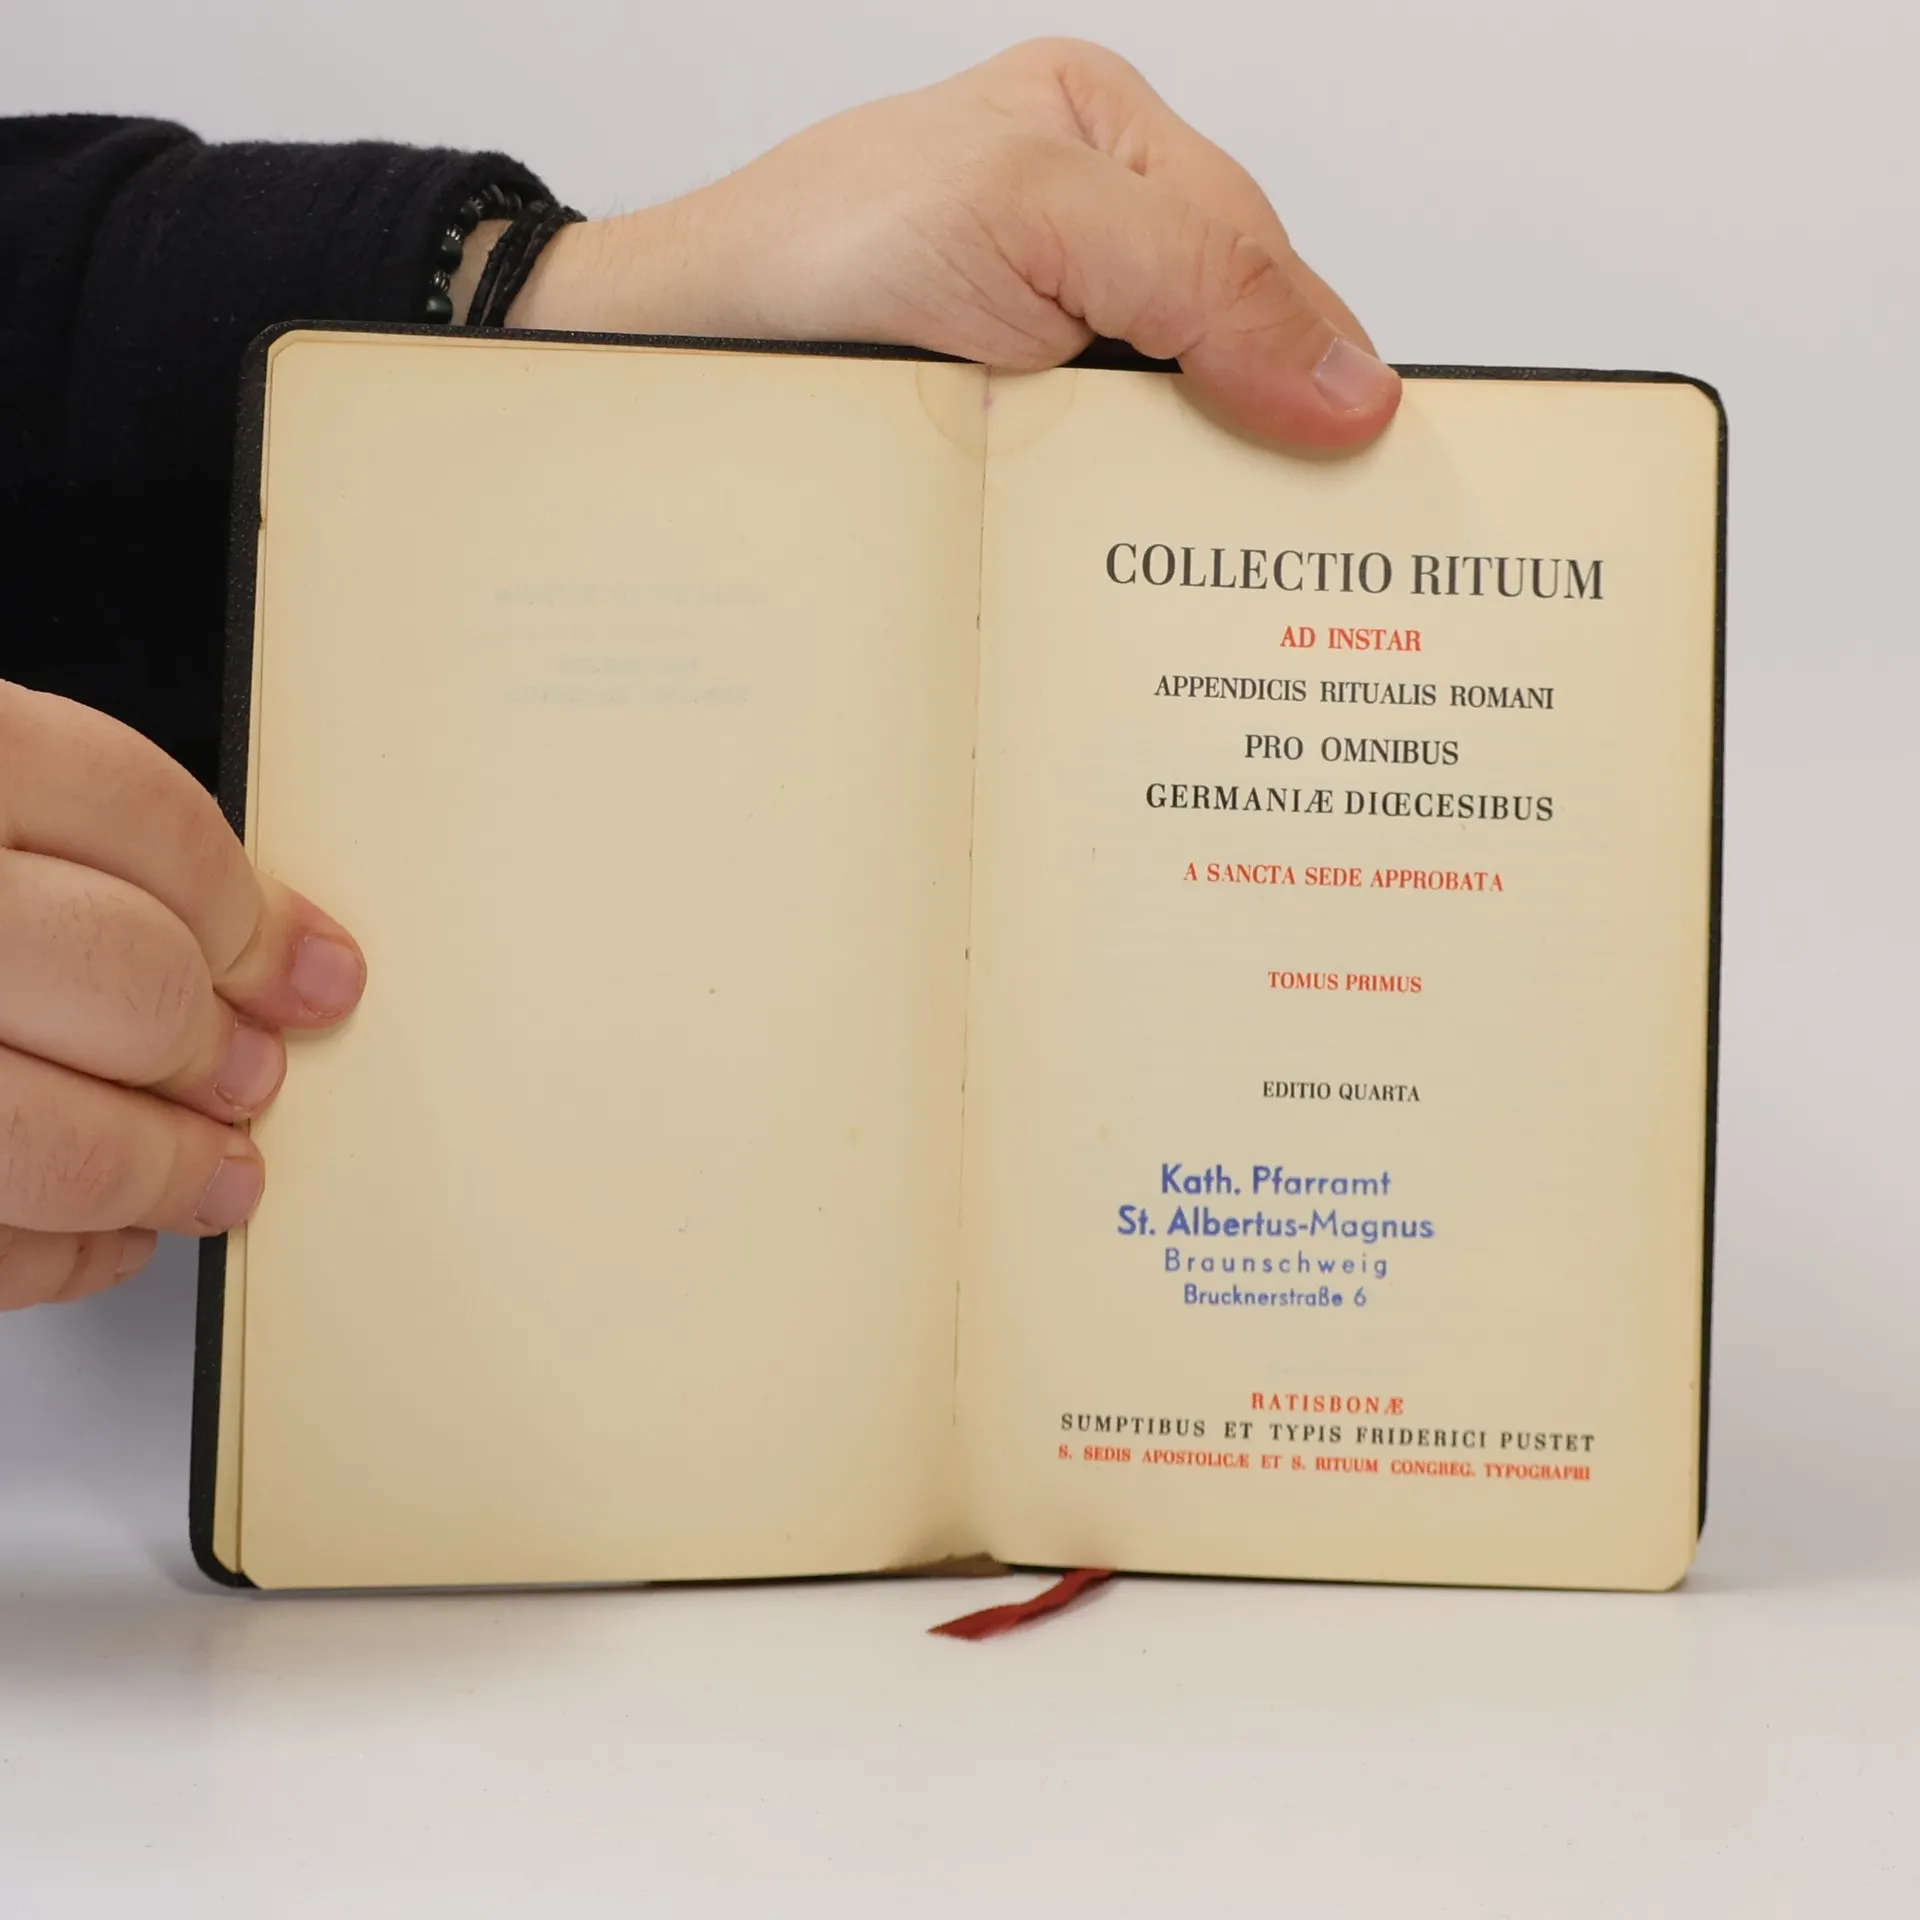 COLLECTIO RITUUM
AD INSTAR
APPENDICIS RITUALIS ROMANI
PRO OMNIBUS
GERMANIÆ DIŒCESIBUS
A SANCTA SEDE APPROBATA
TOMUS PRIMUS
EDITIO QUARTA
Kath. Pfarramt
St. Albertus-Magnus
Braunschweig
Brucknerstraße 6
RATISBONÆ
SUMPTIBUS ET TYPIS FRIDERICI PUSTET
S. SEDIS APOSTOLICÆ ET S. RITUUM CONGREG. TYPOGRAPHI